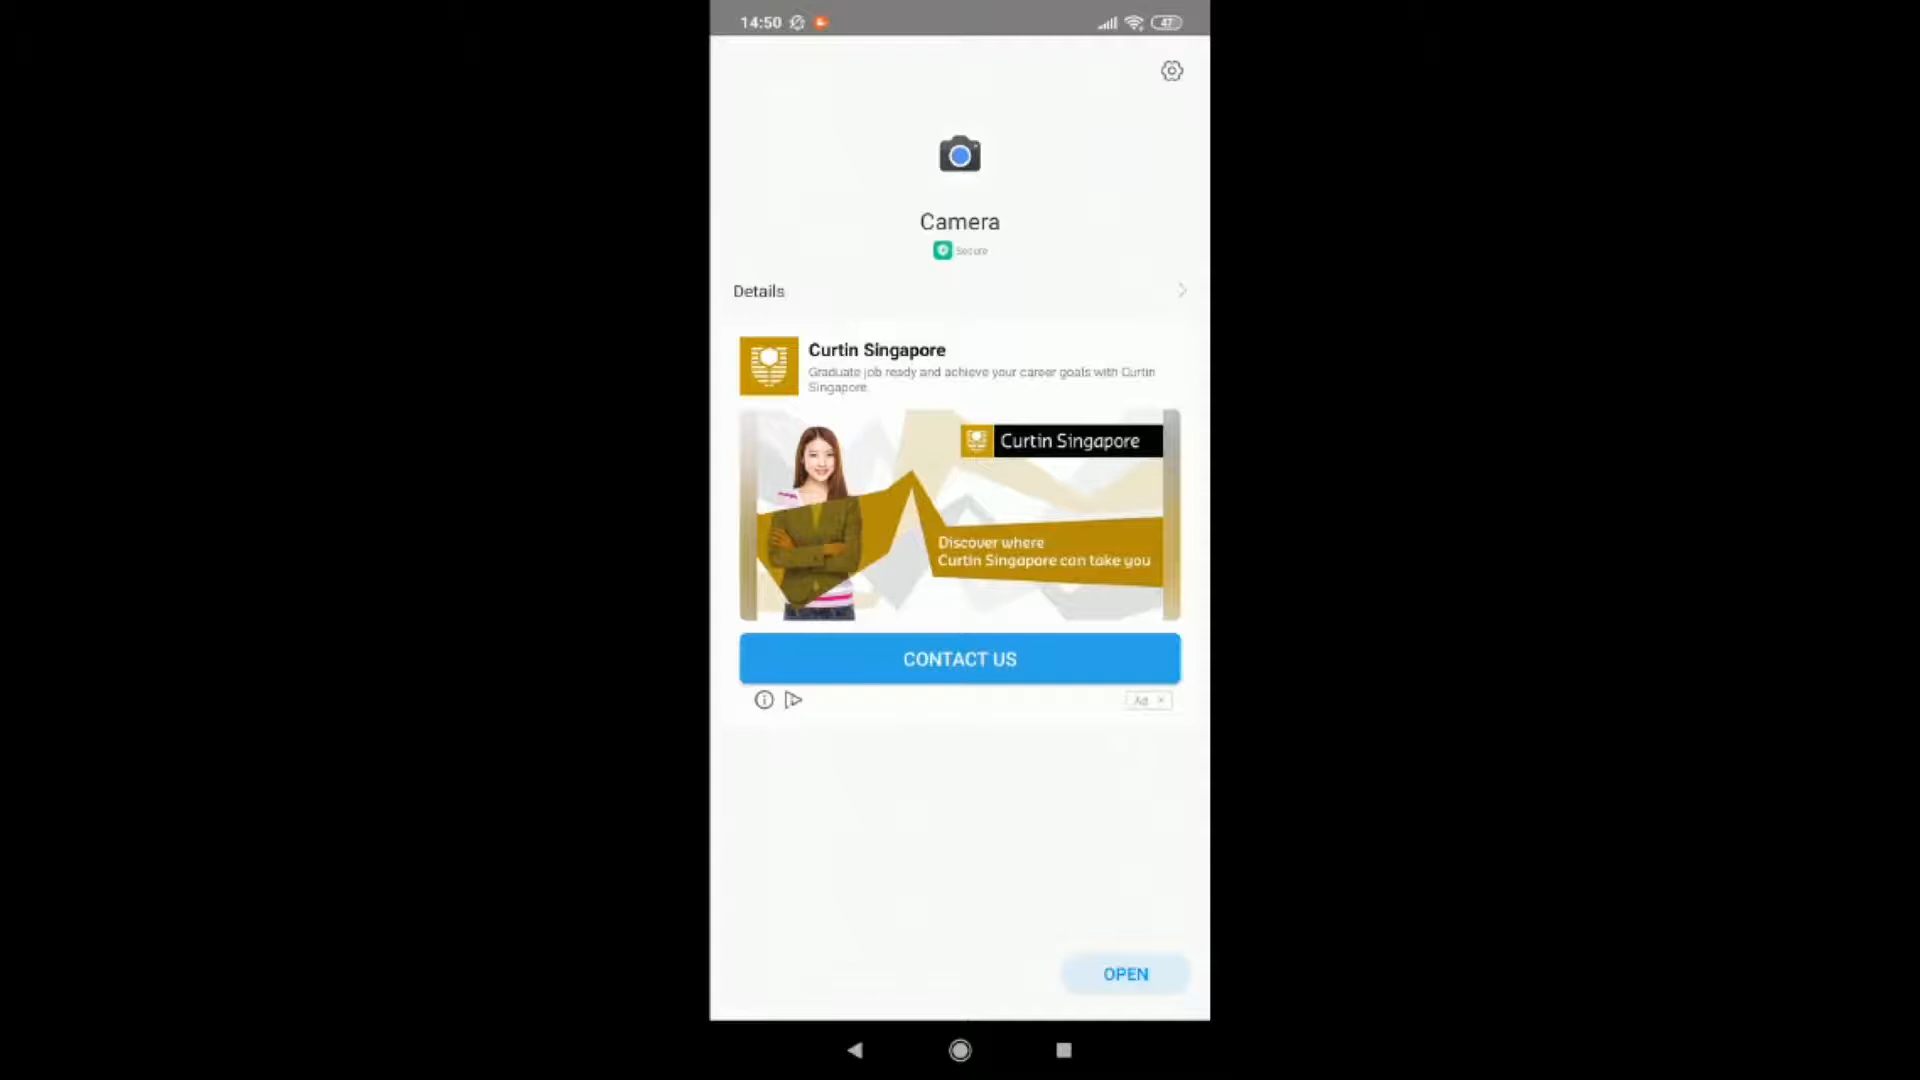 14:50
47
Camera
Secure
Details
Curtin Singapore
Graduate job ready and achieve your career goals with Curtin
Singapore.
Curtin Singapore
Discover where
Curtin Singapore can take you
CONTACT US
Ad
OPEN